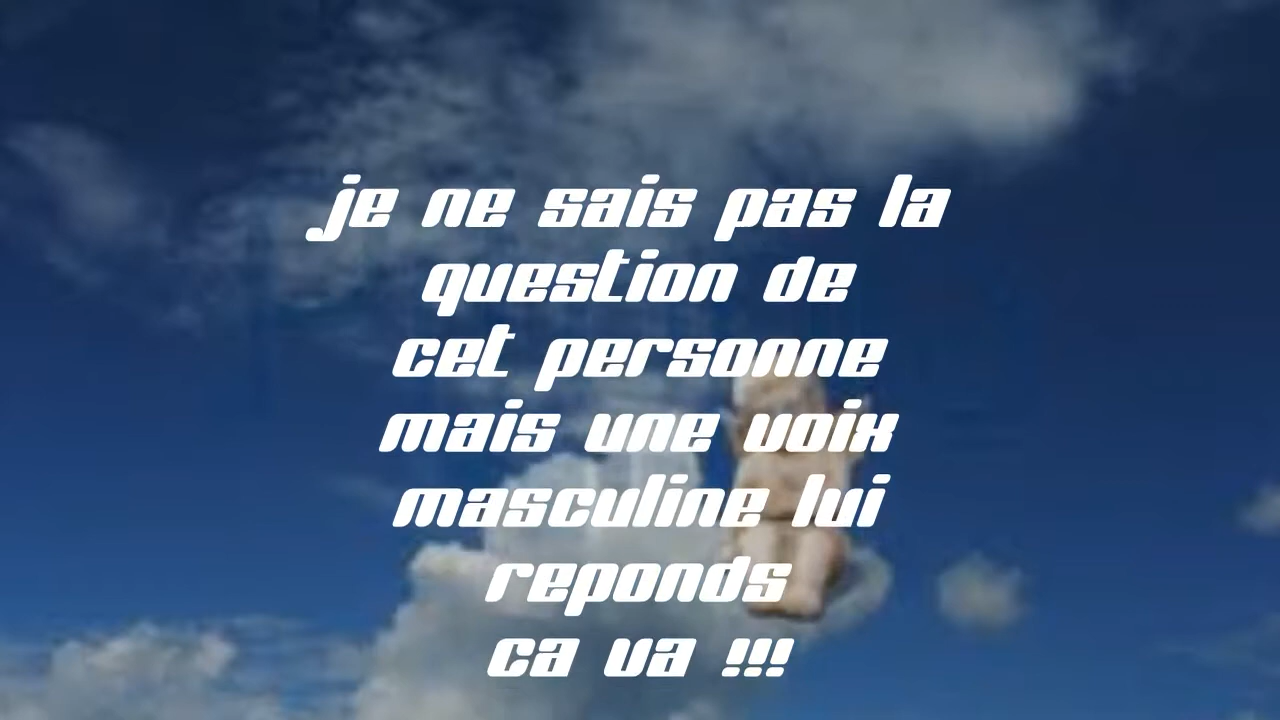 je ne sais pas la
question de
cet personne
mais une voix
masculine lui
reponds
ca va !!!